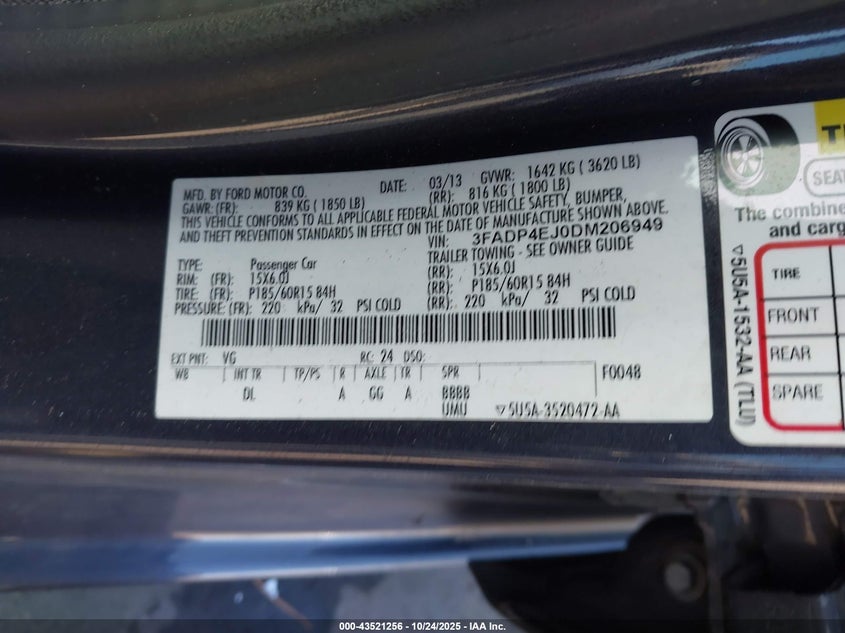 MFD. BY FORD MOTOR CO. DATE: 03/13 GVWR: 1642 KG ( 3620 LB)
GAWR: (FR): 839 KG ( 1850 LB) (RR): 816 KG ( 1800 LB)
THIS VEHICLE CONFORMS TO ALL APPLICABLE FEDERAL MOTOR VEHICLE SAFETY, BUMPER,
AND THEFT PREVENTION STANDARDS IN EFFECT ON THE DATE OF MANUFACTURE SHOWN ABOVE.
VIN: 3FADP4EJ0DM206949
TYPE: Passenger Car TRAILER TOWING - SEE OWNER GUIDE
RIM: (FR): 15X6.0J (RR): 15X6.0J
TIRE: (FR): P185/60R15 84H (RR): P185/60R15 84H
PRESSURE: (FR): 220 kPa/ 32 PSI COLD (RR): 220 kPa/ 32 PSI COLD
EXT PNT: VG RC: 24 DSO:
WB INT TR TP/PS R AXLE TR SPR F0048
DL A GG A BBBB
UMU ▽5U5A-3520472-AA
SEAT
The combine
and carg
TIRE
FRONT
REAR
SPARE
▽5U5A-1532-AA (TLU)
000-43521256 - 10/24/2025 - IAA Inc.